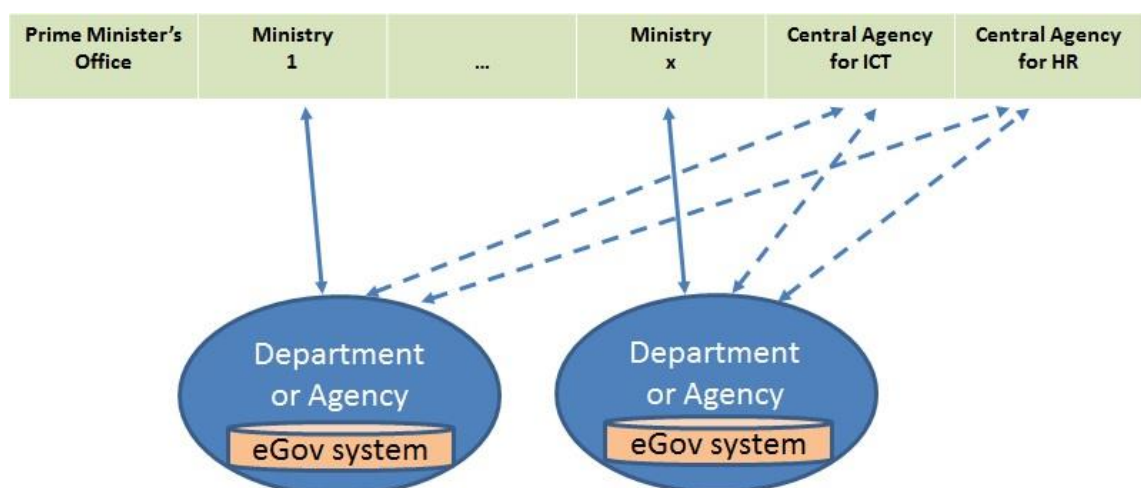 Prime Minister’s
Office
Ministry
1
...
Ministry
x
Central Agency
for ICT
Central Agency
for HR
Department
or Agency
eGov system
Department
or Agency
eGov system